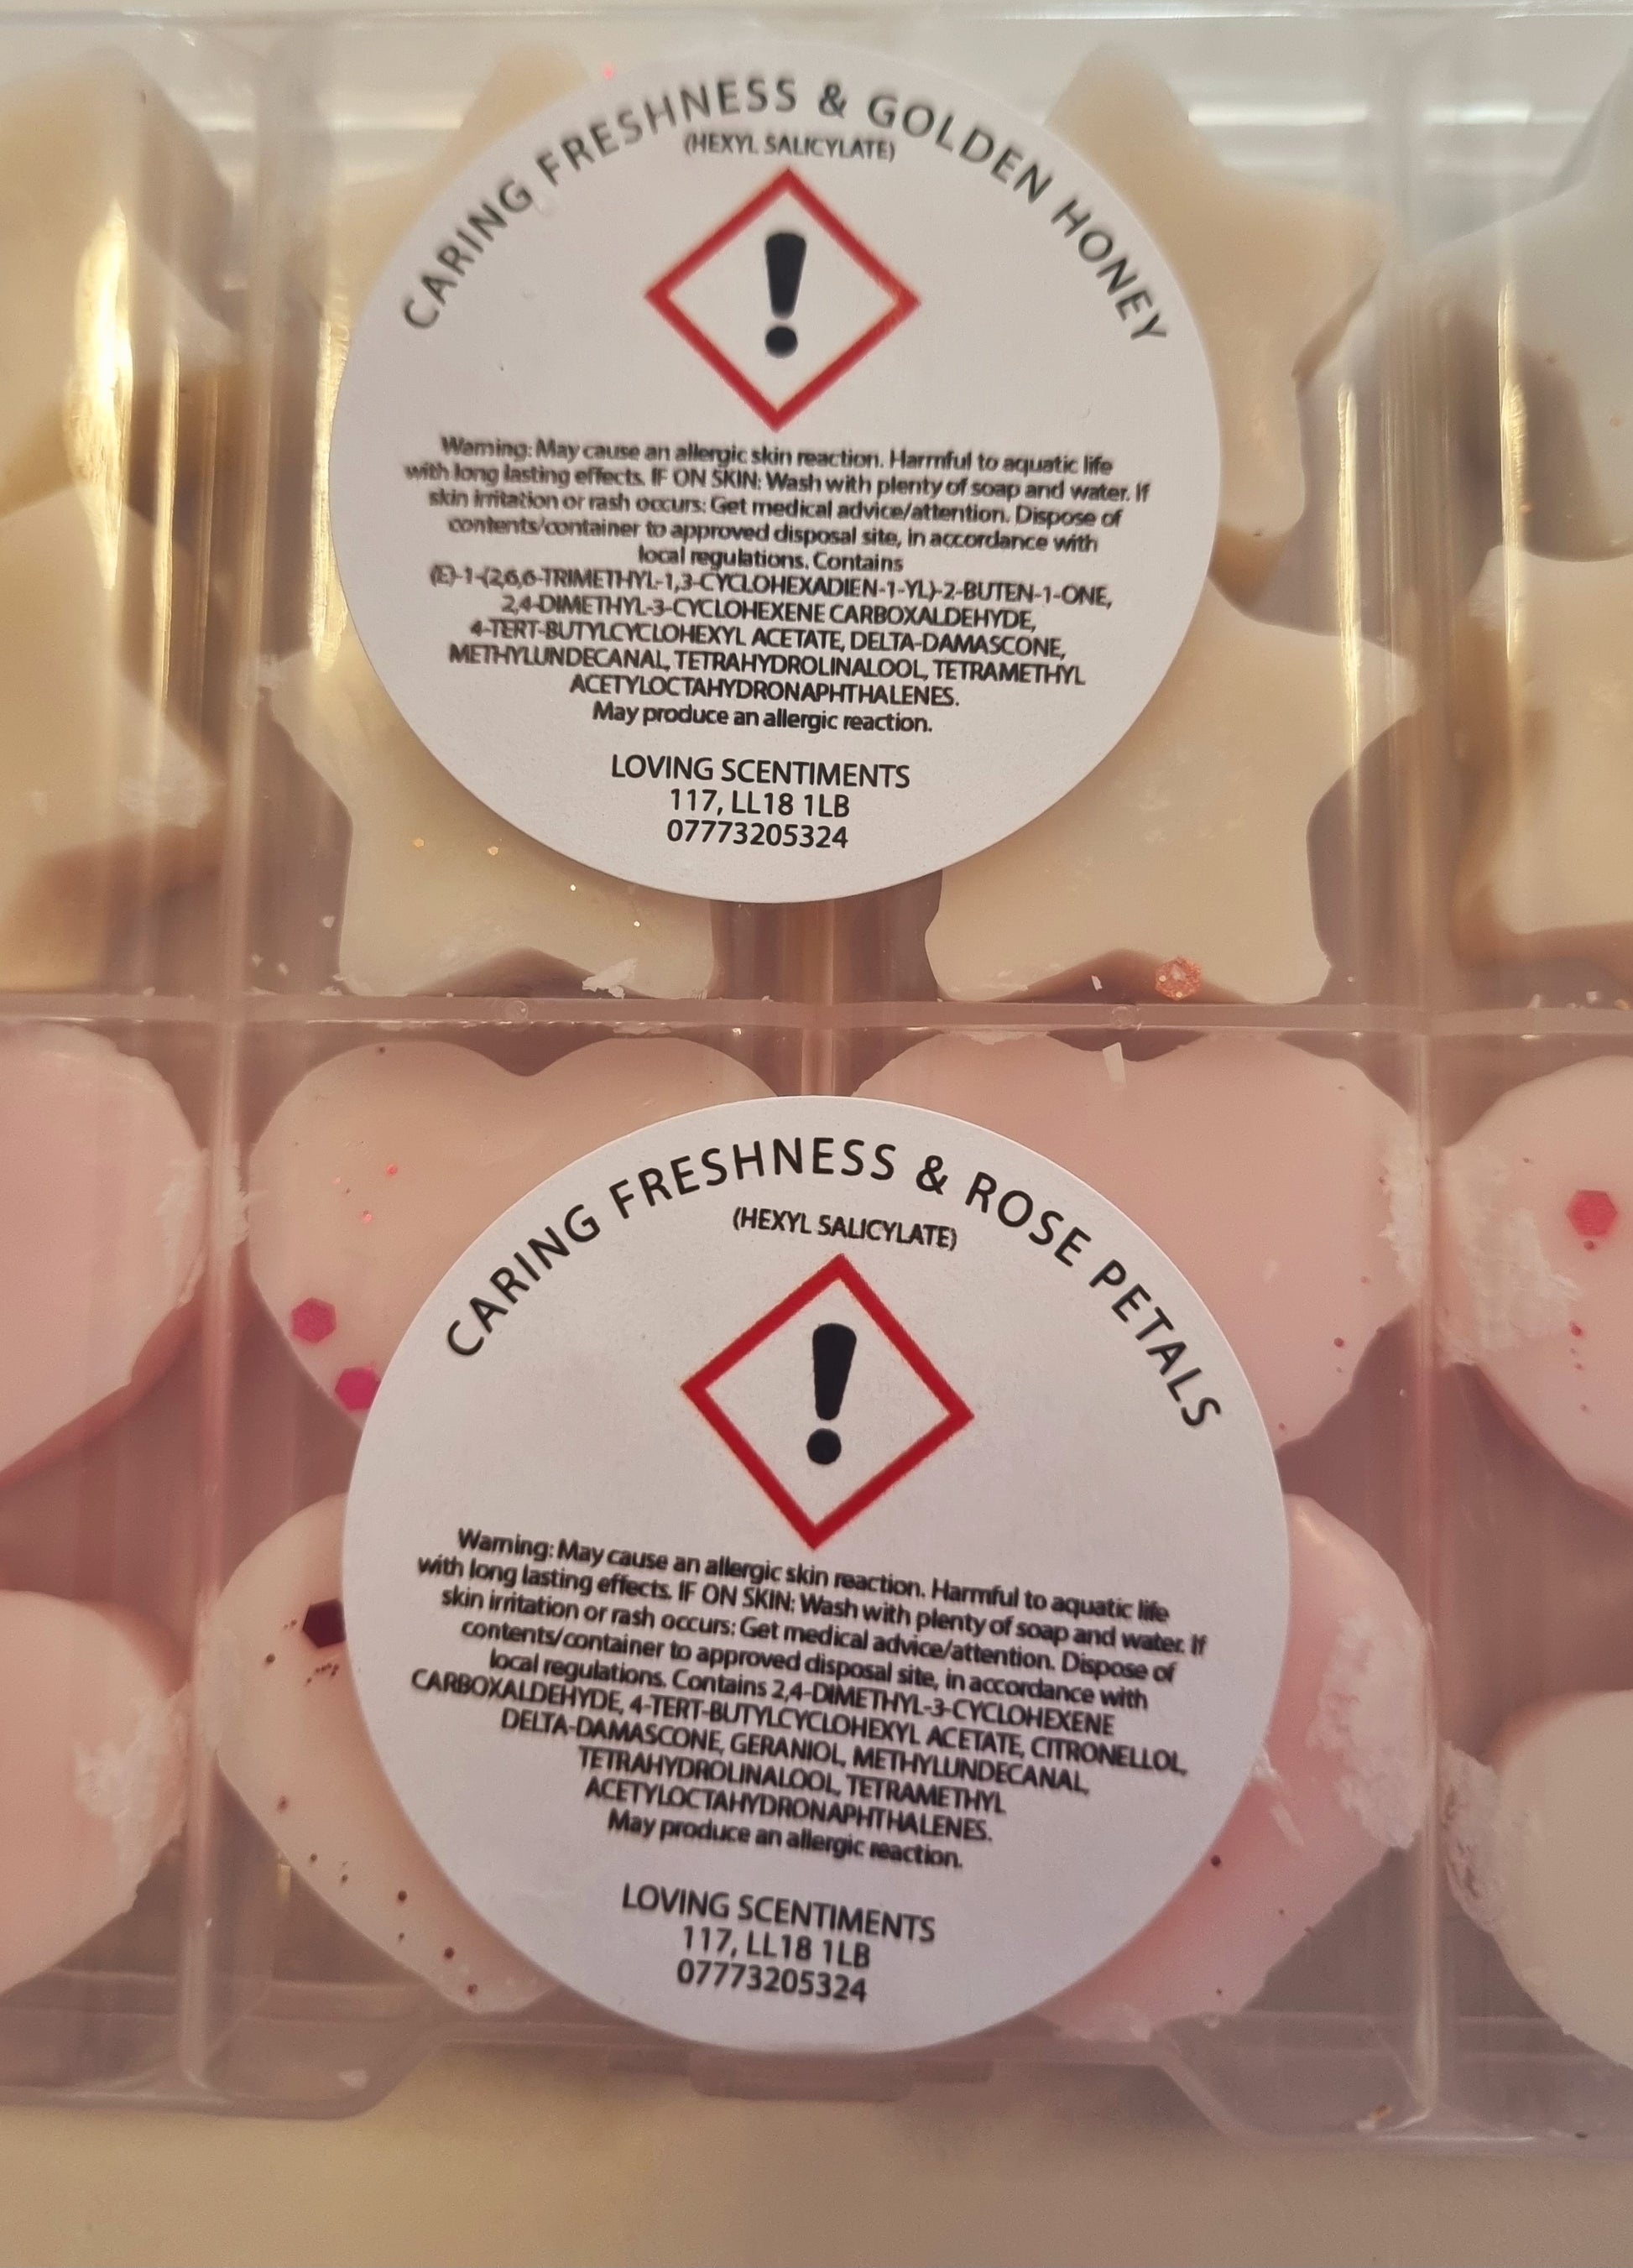 CARING FRESHNESS & GOLDEN HONEY
(HEXYL SALICYLATE)
Warning: May cause an allergic skin reaction. Harmful to aquatic life
with long lasting effects. IF ON SKIN: Wash with plenty of soap and water. If
skin irritation or rash occurs: Get medical advice/attention. Dispose of
contents/container to approved disposal site, in accordance with
local regulations. Contains
(E)-1-(2,6,6-TRIMETHYL-1,3-CYCLOHEXADIEN-1-YL)-2-BUTEN-1-ONE,
2,4-DIMETHYL-3-CYCLOHEXENE CARBOXALDEHYDE,
4-TERT-BUTYLCYCLOHEXYL ACETATE, DELTA-DAMASCONE,
METHYLUNDECANAL, TETRAHYDROLINALOOL, TETRAMETHYL
ACETYLOCTAHYDRONAPHTHALENES.
May produce an allergic reaction.
LOVING SCENTIMENTS
117, LL18 1LB
07773205324
CARING FRESHNESS & ROSE PETALS
(HEXYL SALICYLATE)
Warning: May cause an allergic skin reaction. Harmful to aquatic life
with long lasting effects. IF ON SKIN: Wash with plenty of soap and water. If
skin irritation or rash occurs: Get medical advice/attention. Dispose of
contents/container to approved disposal site, in accordance with
local regulations. Contains 2,4-DIMETHYL-3-CYCLOHEXENE
CARBOXALDEHYDE, 4-TERT-BUTYLCYCLOHEXYL ACETATE, CITRONELLOL,
DELTA-DAMASCONE, GERANIOL, METHYLUNDECANAL,
TETRAHYDROLINALOOL, TETRAMETHYL
ACETYLOCTAHYDRONAPHTHALENES.
May produce an allergic reaction.
LOVING SCENTIMENTS
117, LL18 1LB
07773205324